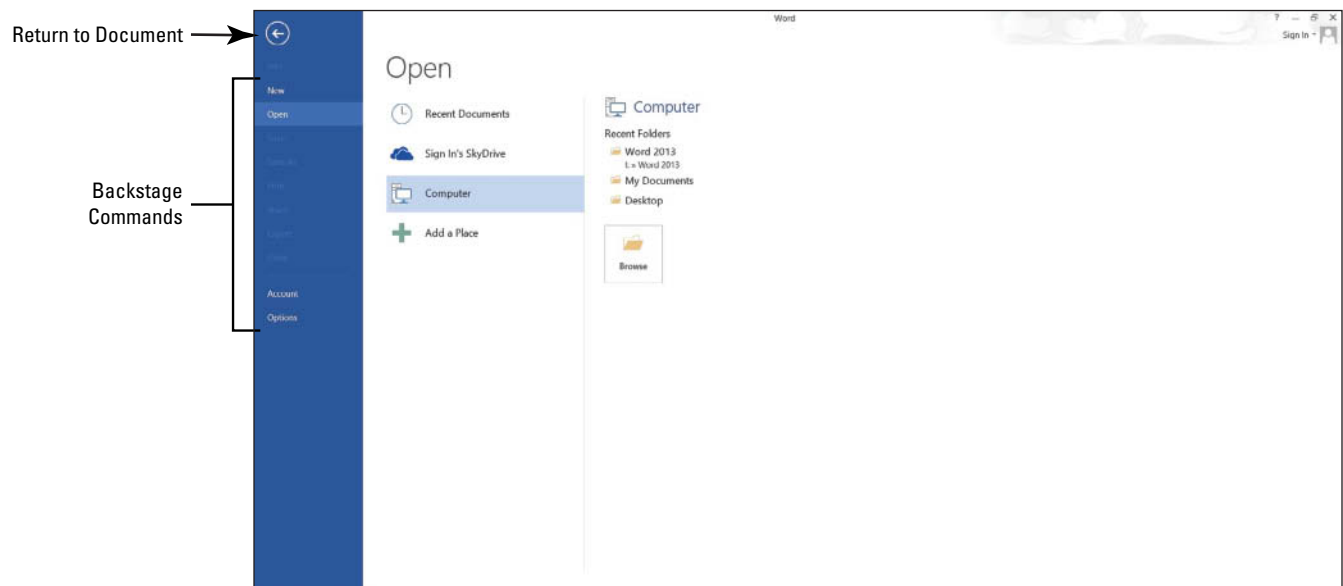 Word
? – X
Sign In
Return to Document
Open
New
Open
Recent Documents
Sign In's SkyDrive
Computer
Add a Place
Computer
Recent Folders
Word 2013
My Documents
Desktop
Browse
Backstage
Commands
Account
Options